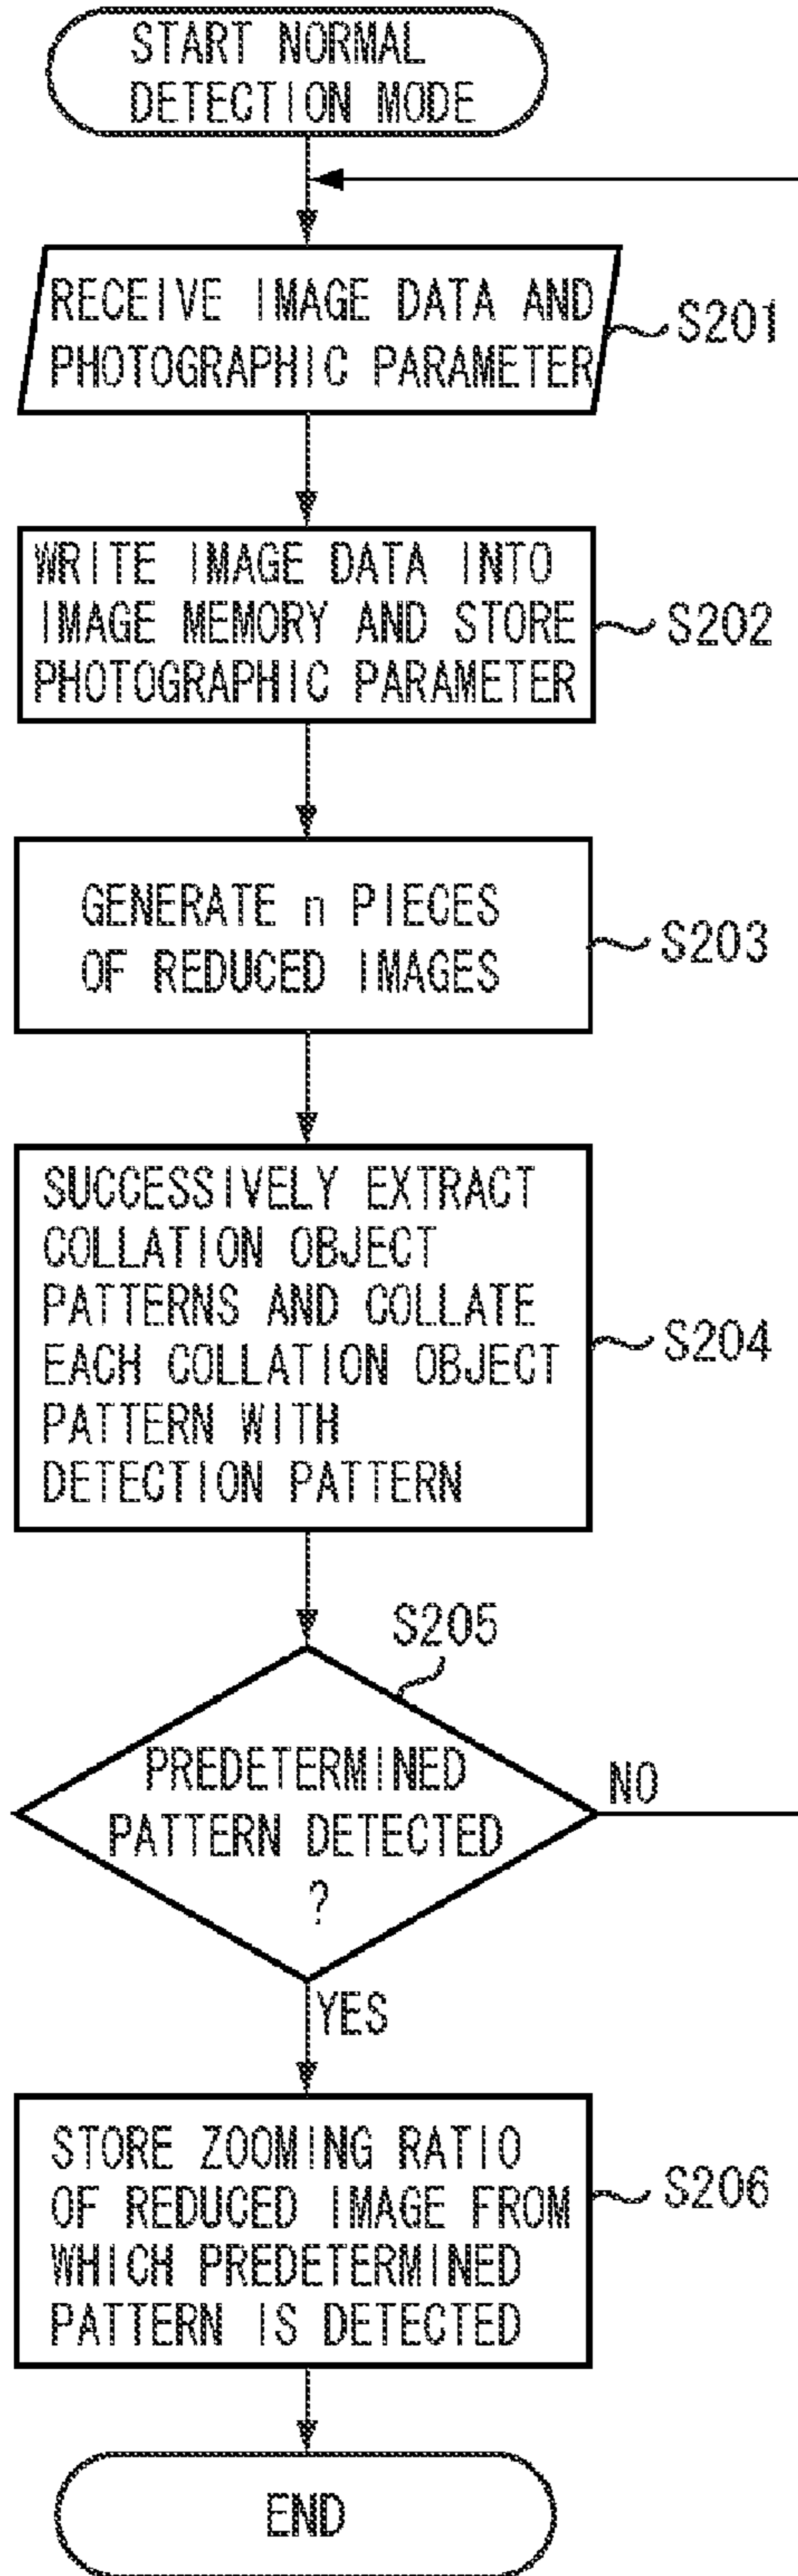 START NORMAL
DETECTION MODE
RECEIVE IMAGE DATA AND
PHOTOGRAPHIC PARAMETER
S201
WRITE IMAGE DATA INTO
IMAGE MEMORY AND STORE
PHOTOGRAPHIC PARAMETER
S202
GENERATE n PIECES
OF REDUCED IMAGES
S203
SUCCESSIVELY EXTRACT
COLLATION OBJECT
PATTERNS AND COLLATE
EACH COLLATION OBJECT
PATTERN WITH
DETECTION PATTERN
S204
S205
PREDETERMINED
PATTERN DETECTED
?
NO
YES
STORE ZOOMING RATIO
OF REDUCED IMAGE FROM
WHICH PREDETERMINED
PATTERN IS DETECTED
S206
END